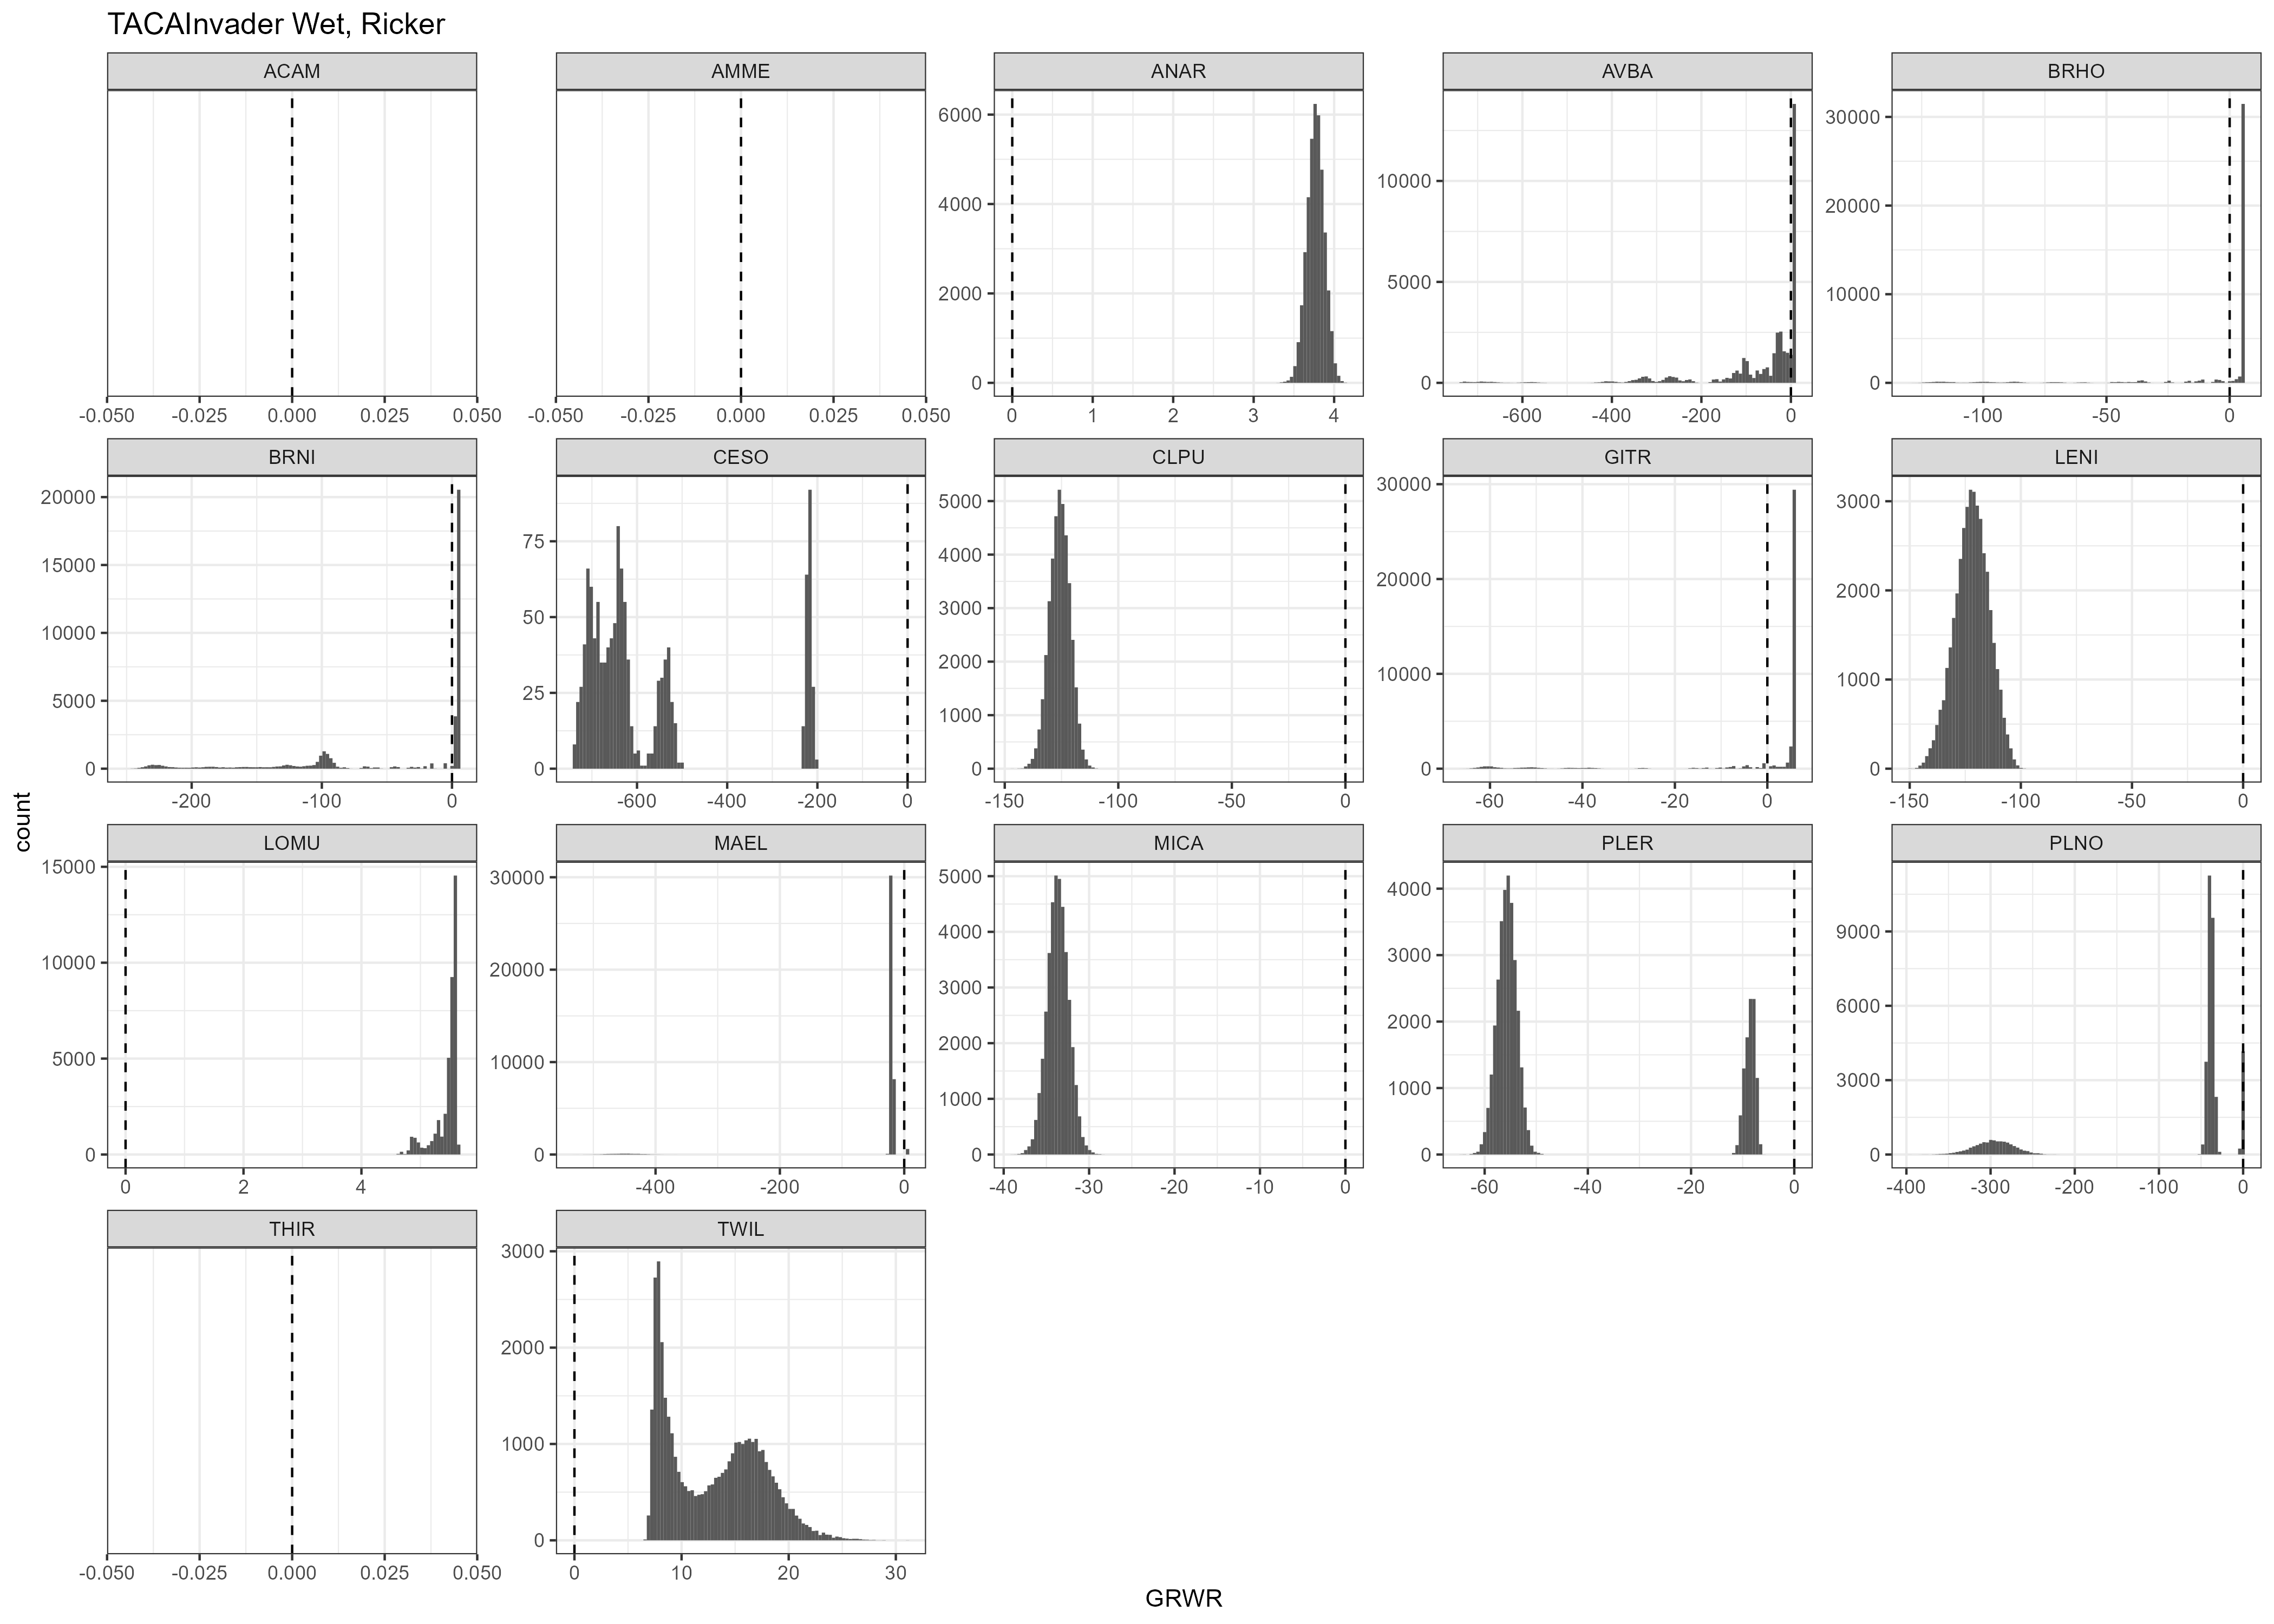 TACAInvader Wet, Ricker
ACAM AMME ANAR AVBA BRHO
6000
4000
2000
0
10000
5000
0
30000
20000
10000
0
-0.050 -0.025 0.000 0.025 0.050
-0.050 -0.025 0.000 0.025 0.050
0 1 2 3 4
-600 -400 -200 0
-100 -50 0
BRNI CESO CLPU GITR LENI
20000
15000
10000
5000
0
75
50
25
0
5000
4000
3000
2000
1000
0
30000
20000
10000
0
3000
2000
1000
0
-200 -100 0
-600 -400 -200 0
-150 -100 -50 0
-60 -40 -20 0
-150 -100 -50 0
count
LOMU MAEL MICA PLER PLNO
15000
10000
5000
0
30000
20000
10000
0
5000
4000
3000
2000
1000
0
4000
3000
2000
1000
0
9000
6000
3000
0
0 2 4
-400 -200 0
-40 -30 -20 -10 0
-60 -40 -20 0
-400 -300 -200 -100 0
THIR TWIL
3000
2000
1000
0
-0.050 -0.025 0.000 0.025 0.050
0 10 20 30
GRWR